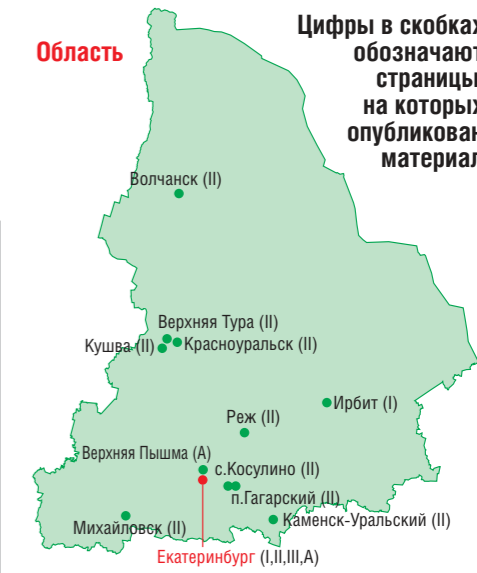 Область
Цифры в скобках
обозначают
страницы,
на которых
опубликован
материал
Волчанск (II)
Верхняя Тура (II)
Кушва (II)
Красноуральск (II)
Ирбит (I)
Реж (II)
Верхняя Пышма (A)
с.Косулино (II)
п.Гагарский (II)
Каменск-Уральский (II)
Михайловск (II)
Екатеринбург (I,II,III,A)